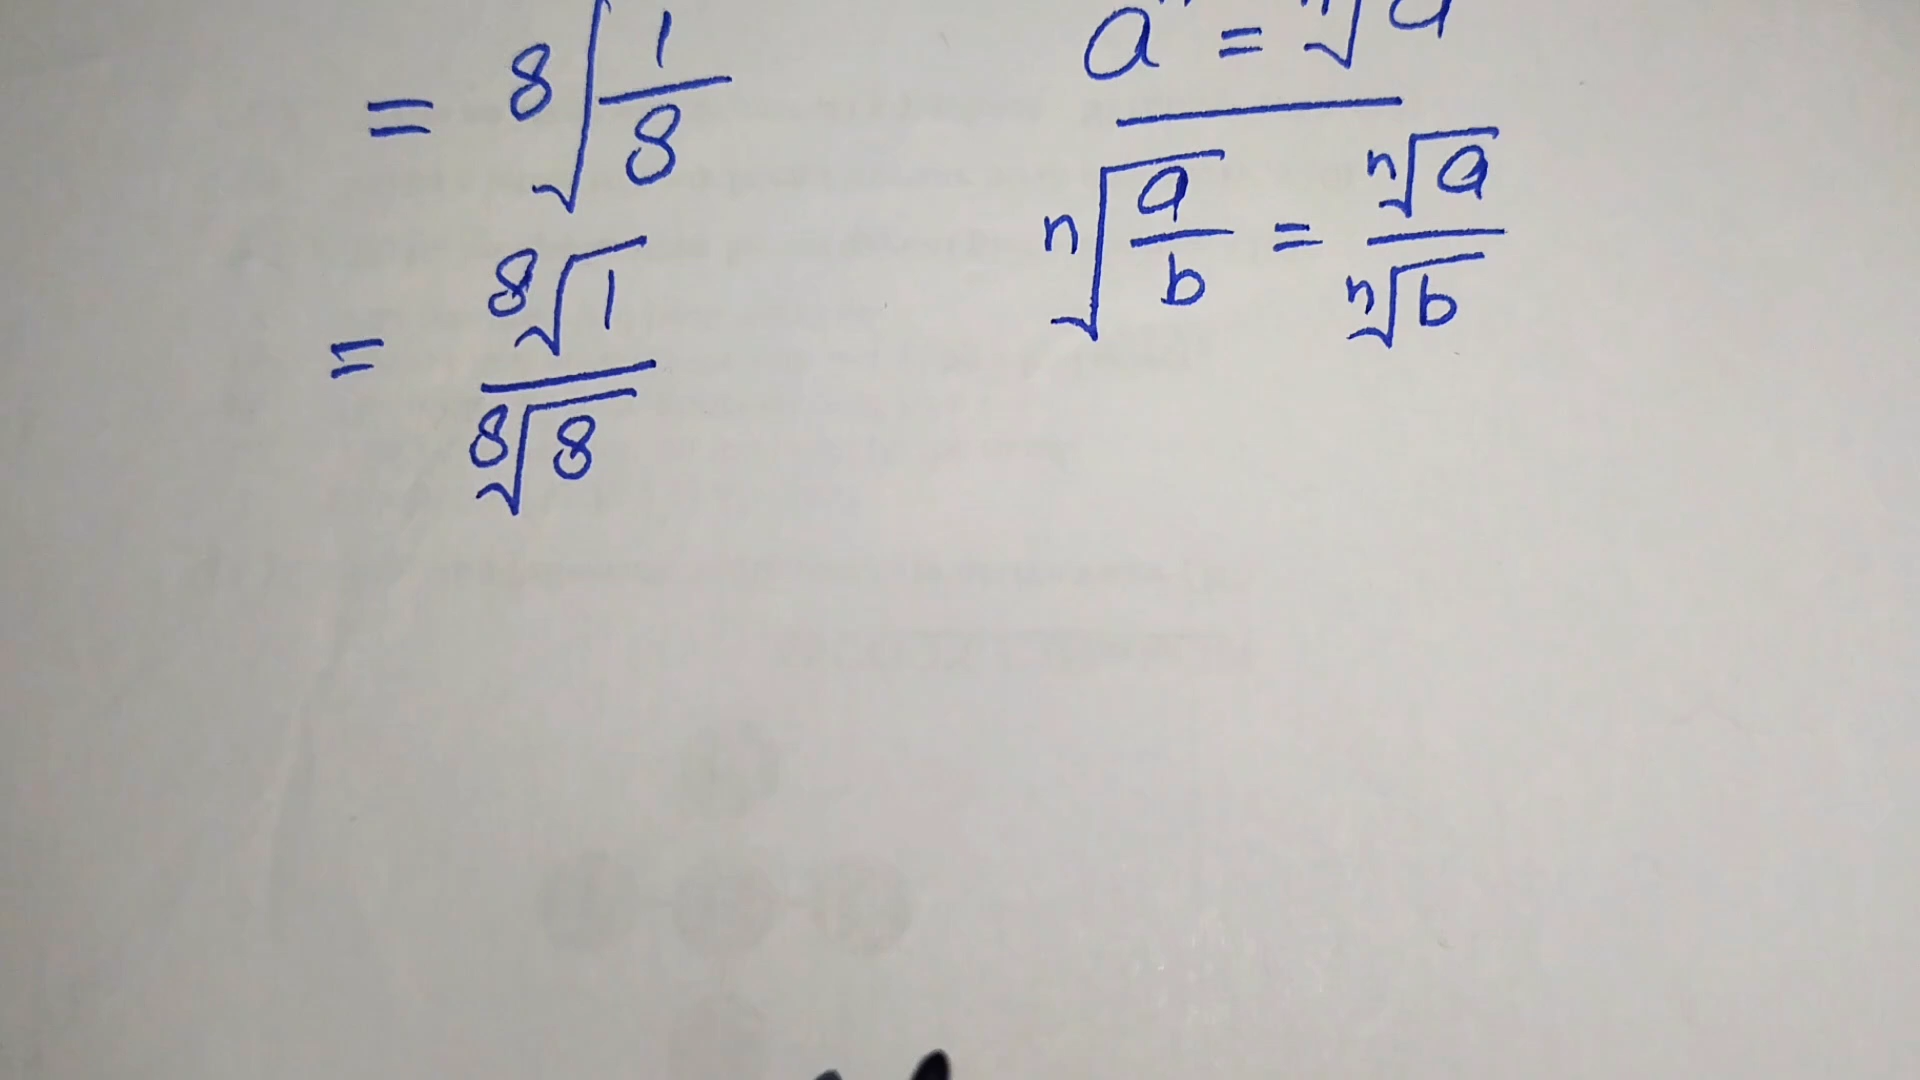 = ⁸√(1/8)
= ⁸√1 / ⁸√8
a = ⁿ√a
ⁿ√(a/b) = ⁿ√a / ⁿ√b